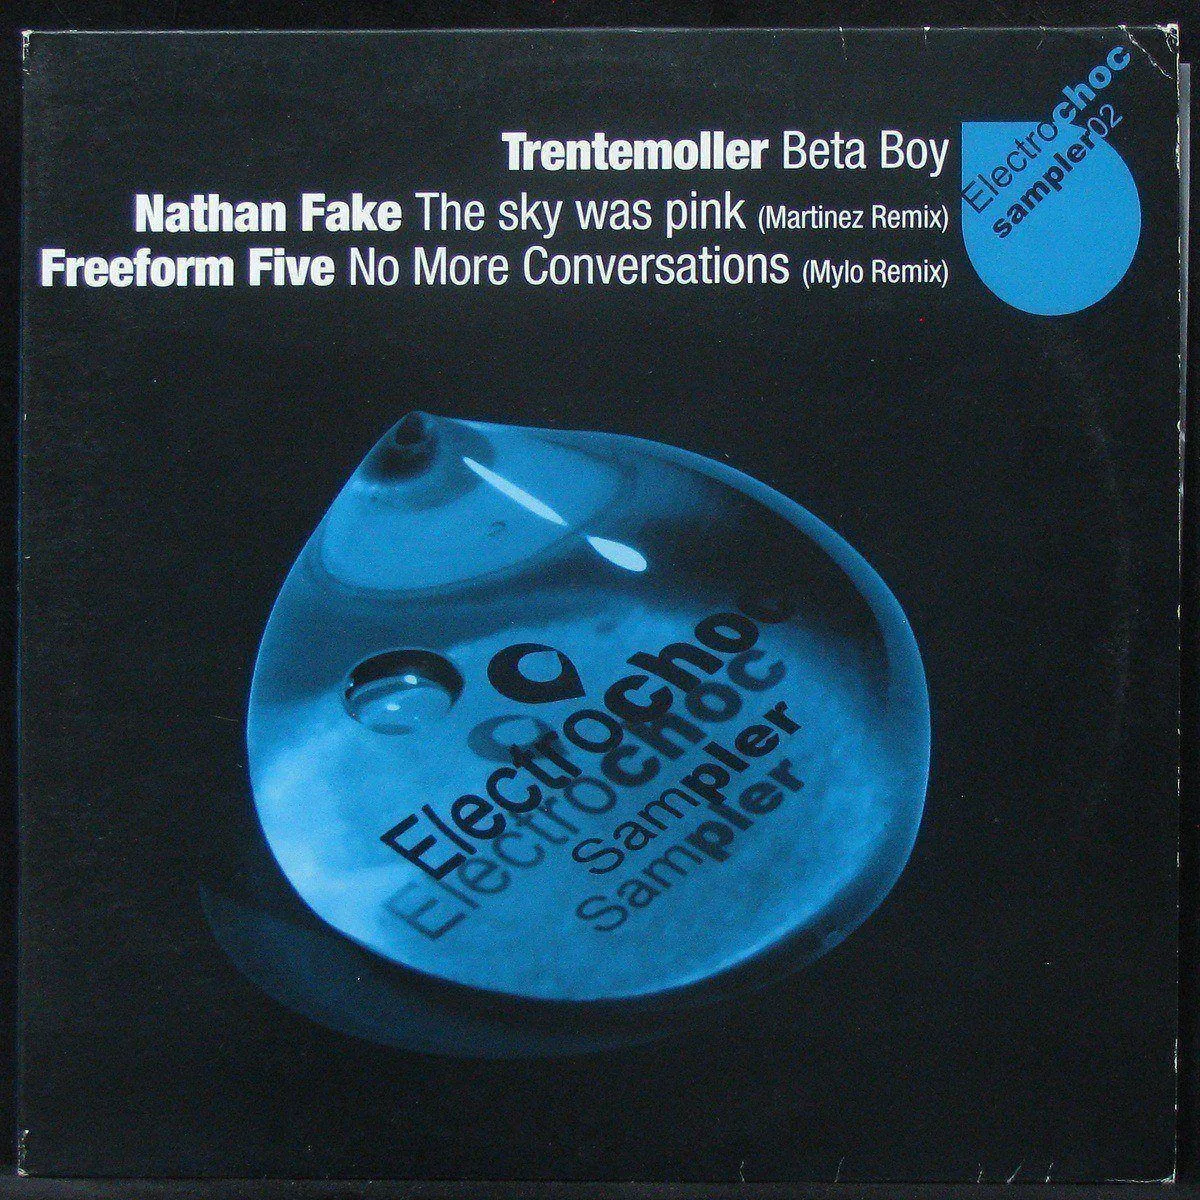 Trentemoller Beta Boy
Nathan Fake The sky was pink (Martinez Remix)
Freeform Five No More Conversations (Mylo Remix)
Electrochoc
sampler02
Electrochoc
Sampler
Electrochoc
Sampler